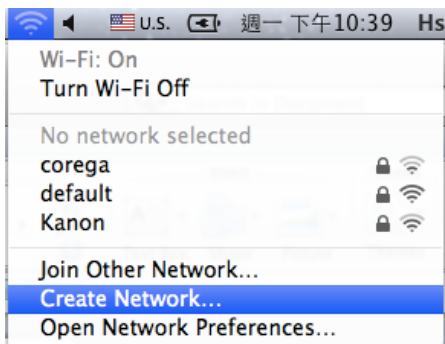 U.S. 週一 下午10:39 Hs
Wi-Fi: On
Turn Wi-Fi Off
No network selected
corega
default
Kanon
Join Other Network...
Create Network...
Open Network Preferences...